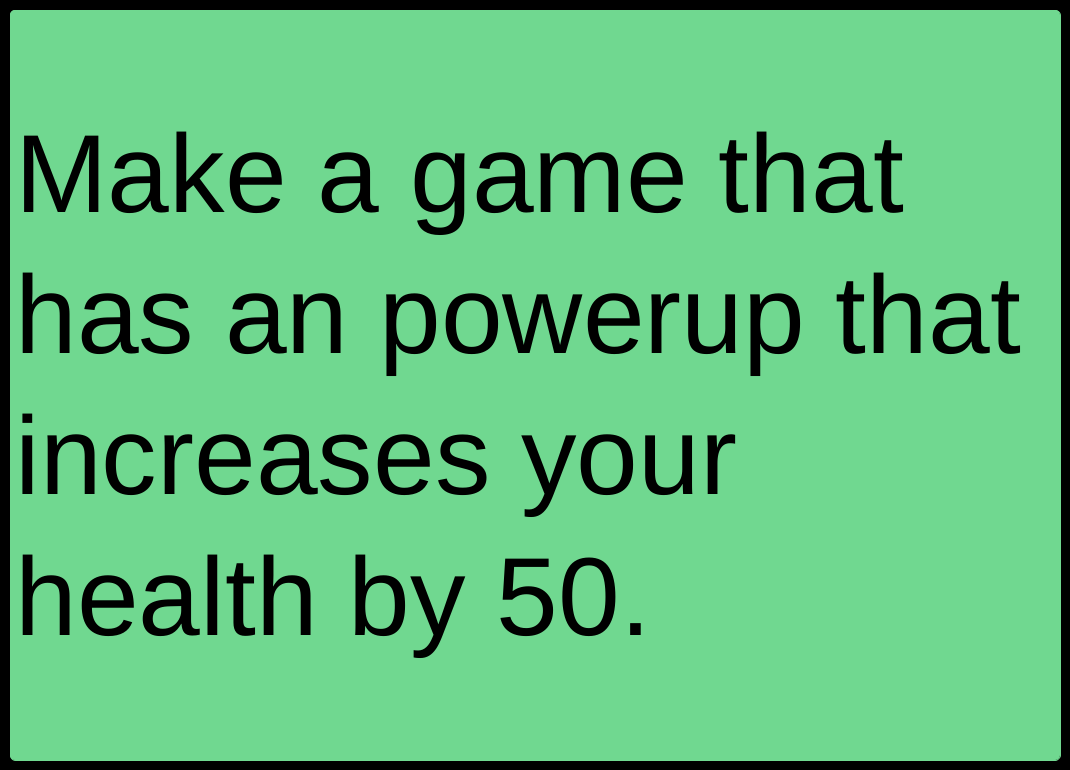 Make a game that
has an powerup that
increases your
health by 50.